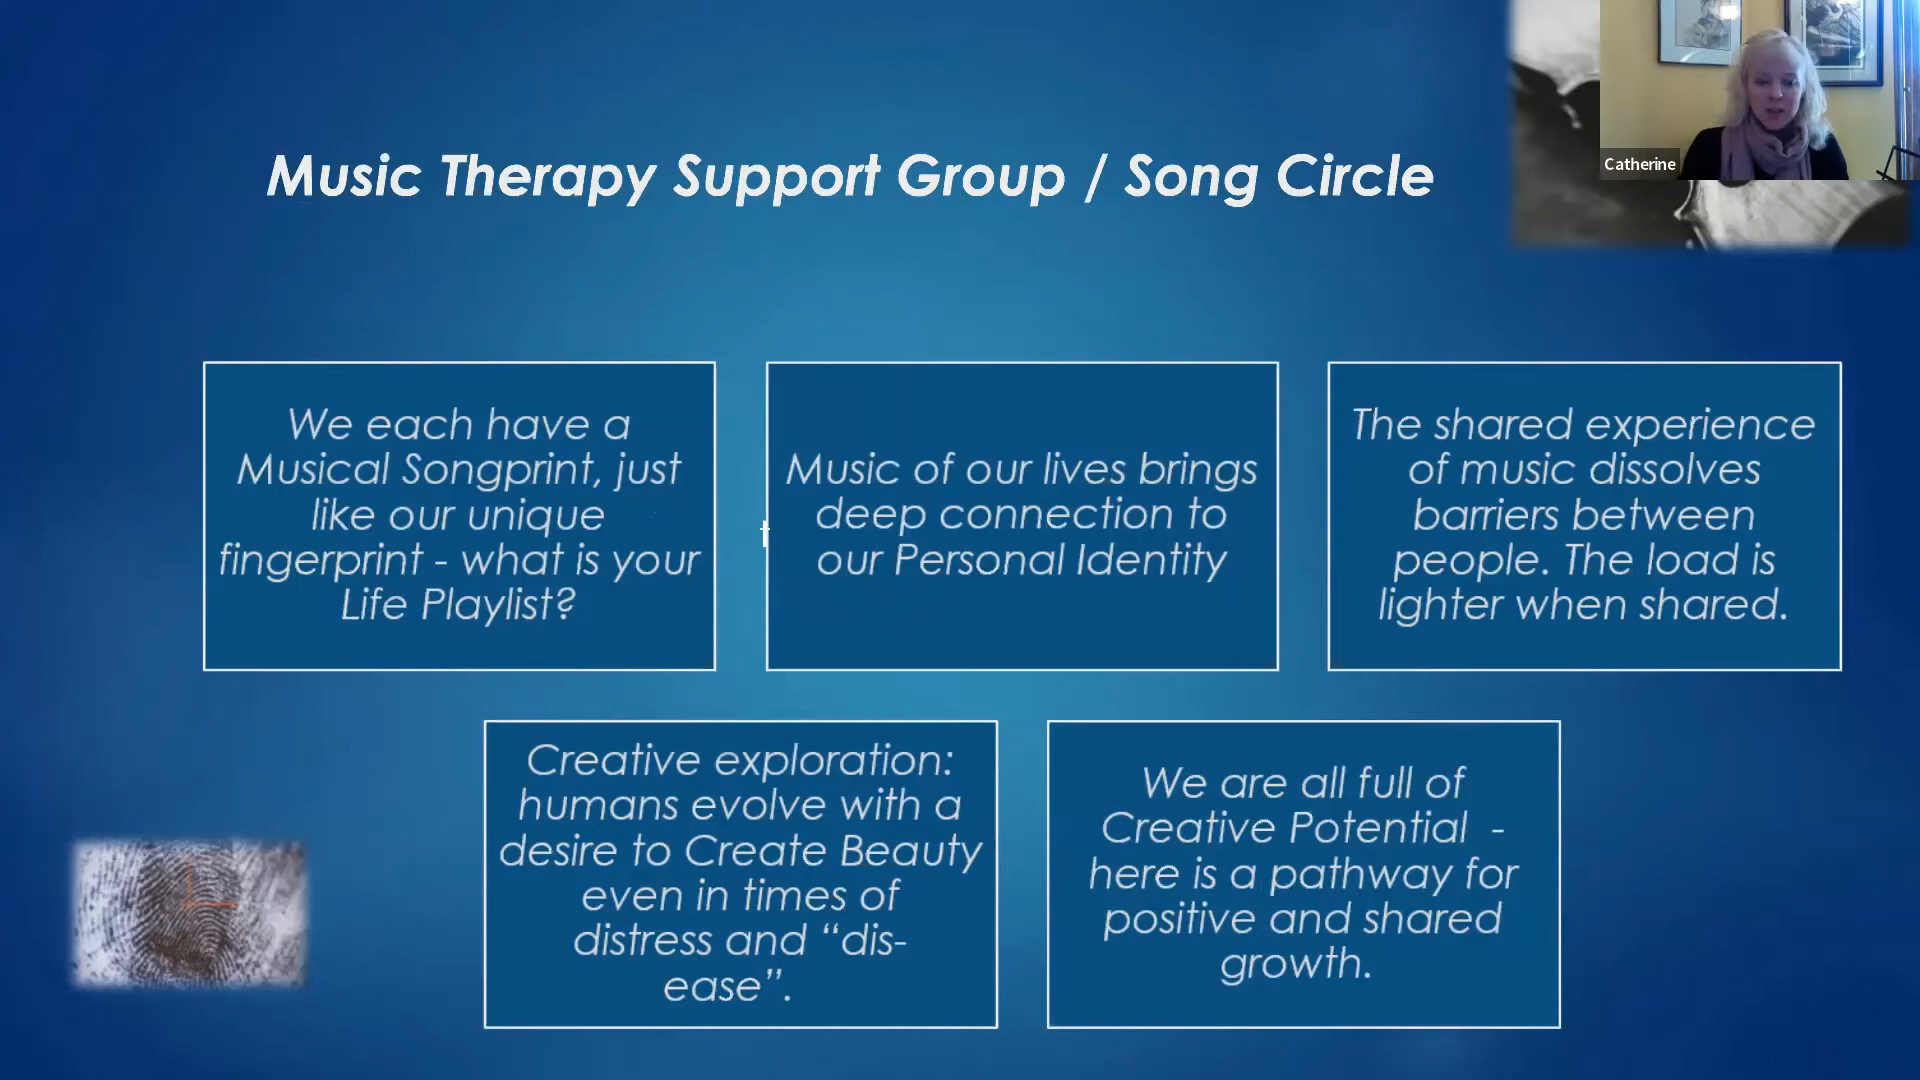 Music Therapy Support Group / Song Circle
Catherine
We each have a
Musical Songprint, just
like our unique
fingerprint - what is your
Life Playlist?
t
Music of our lives brings
deep connection to
our Personal Identity
The shared experience
of music dissolves
barriers between
people. The load is
lighter when shared.
Creative exploration:
humans evolve with a
desire to Create Beauty
even in times of
distress and “dis-
ease”.
We are all full of
Creative Potential  -
here is a pathway for
positive and shared
growth.